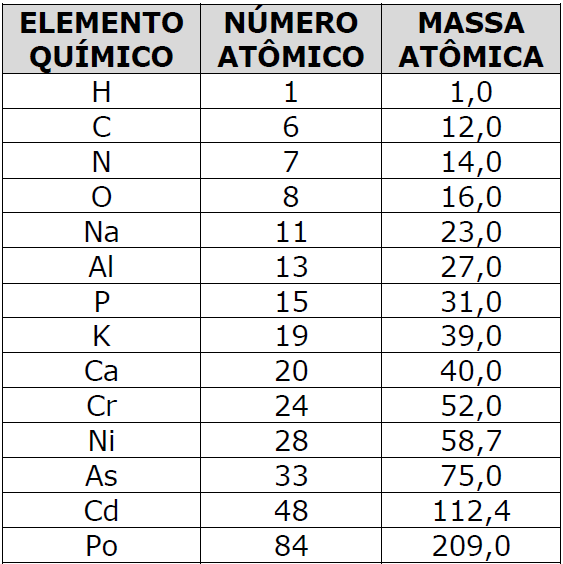 ELEMENTO QUÍMICO NÚMERO ATÔMICO MASSA ATÔMICA
H 1 1,0
C 6 12,0
N 7 14,0
O 8 16,0
Na 11 23,0
Al 13 27,0
P 15 31,0
K 19 39,0
Ca 20 40,0
Cr 24 52,0
Ni 28 58,7
As 33 75,0
Cd 48 112,4
Po 84 209,0